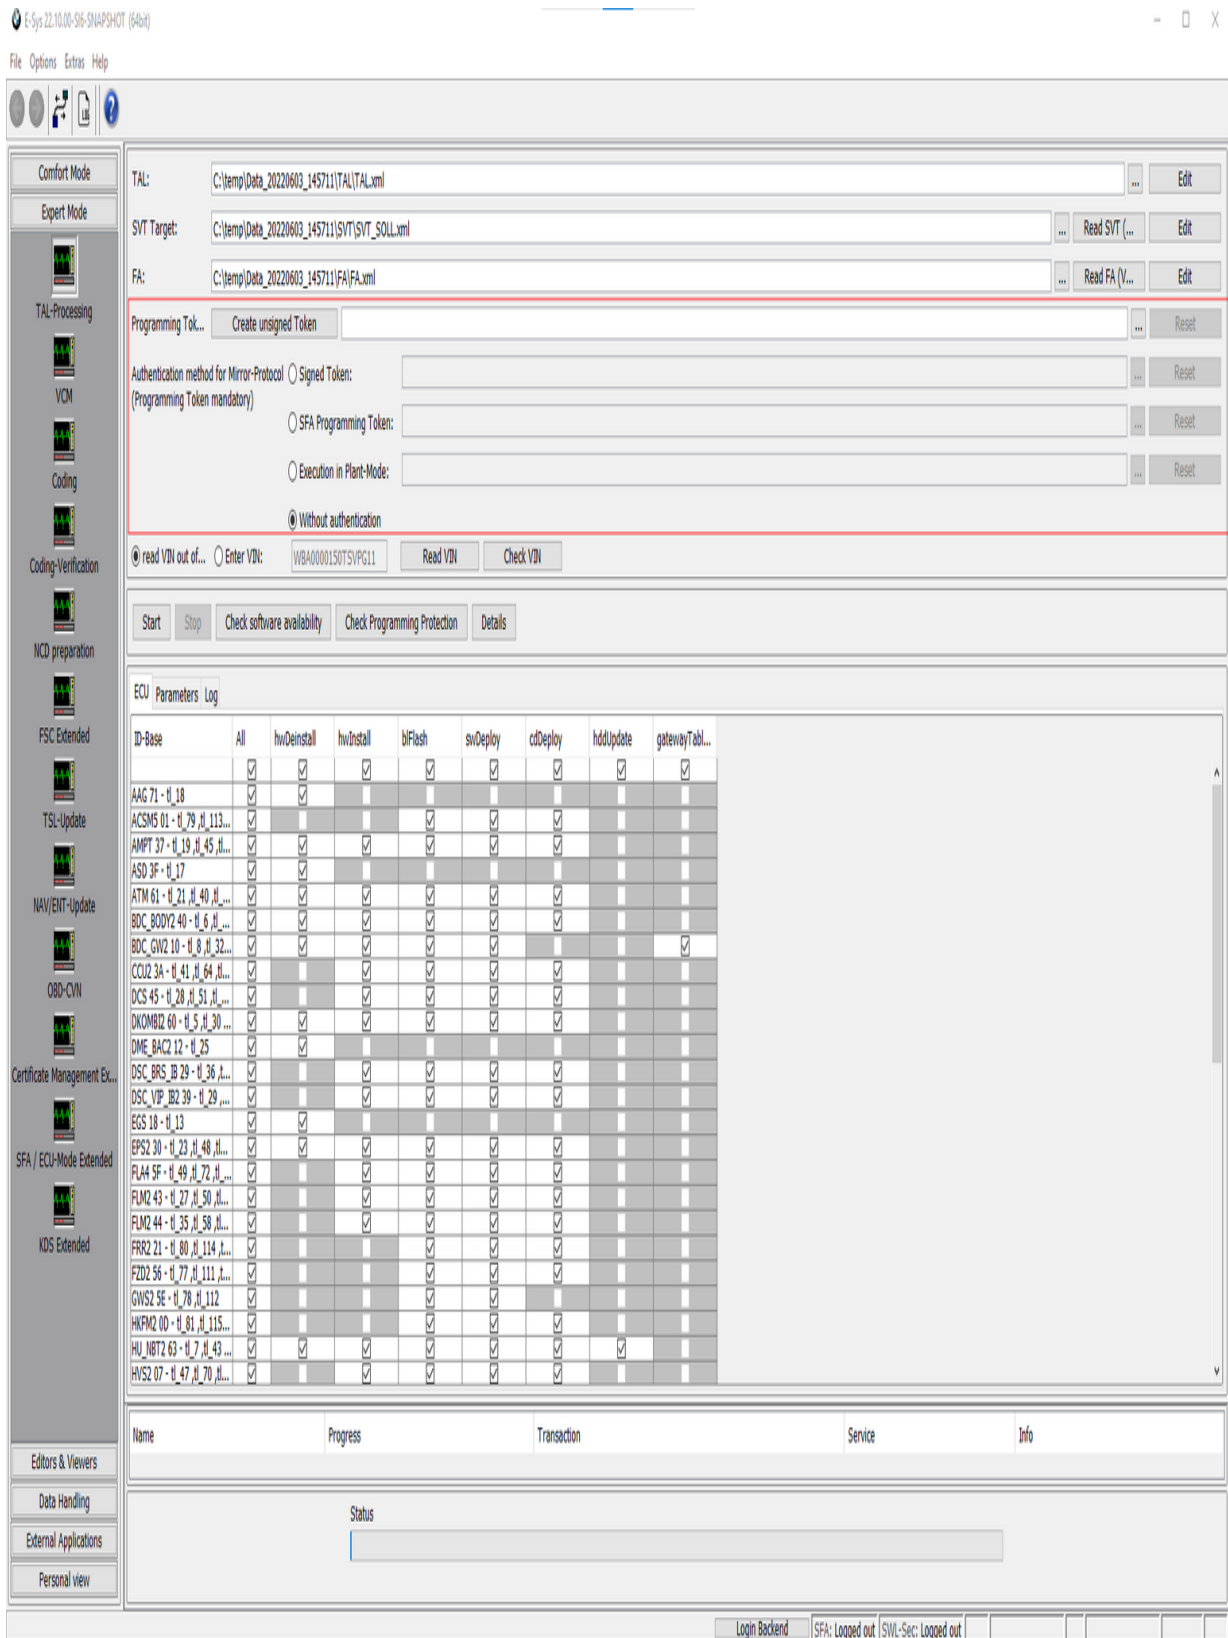 E-Sys 22.10.00-SI6-SNAPSHOT (64bit)
File Options Extras Help
LOG
Comfort Mode
Expert Mode
TAL-Processing
VCM
Coding
Coding-Verification
NCD preparation
FSC Extended
TSL-Update
NAV/ENT-Update
OBD-CVN
Certificate Management Ex...
SFA / ECU-Mode Extended
KDS Extended
Editors & Viewers
Data Handling
External Applications
Personal view
TAL: C:\temp\Data_20220603_145711\TAL\TAL.xml ... Edit
SVT Target: C:\temp\Data_20220603_145711\SVT\SVT_SOLL.xml ... Read SVT (... Edit
FA: C:\temp\Data_20220603_145711\FA\FA.xml ... Read FA (V... Edit
Programming Tok... Create unsigned Token ... Reset
Authentication method for Mirror-Protocol Signed Token: ... Reset
(Programming Token mandatory)
SFA Programming Token: ... Reset
Execution in Plant-Mode: ... Reset
Without authentication
read VIN out of... Enter VIN: WBA0000150TSVPG11 Read VIN Check VIN
Start Stop Check software availability Check Programming Protection Details
ECU Parameters Log
ID-Base All hwDeinstall hwInstall blFlash swDeploy cdDeploy hddUpdate gatewayTabl...
AAG 71 - tl_18
ACSM5 01 - tl_79 ,tl_113...
AMPT 37 - tl_19 ,tl_45 ,tl...
ASD 3F - tl_17
ATM 61 - tl_21 ,tl_40 ,tl_...
BDC_BODY2 40 - tl_6 ,tl_...
BDC_GW2 10 - tl_8 ,tl_32...
CCU2 3A - tl_41 ,tl_64 ,tl...
DCS 45 - tl_28 ,tl_51 ,tl_...
DKOMBI2 60 - tl_5 ,tl_30 ...
DME_BAC2 12 - tl_25
DSC_BRS_IB 29 - tl_36 ,t...
DSC_VIP_IB2 39 - tl_29 ,...
EGS 18 - tl_13
EPS2 30 - tl_23 ,tl_48 ,tl...
FLA4 5F - tl_49 ,tl_72 ,tl_...
FLM2 43 - tl_27 ,tl_50 ,tl...
FLM2 44 - tl_35 ,tl_58 ,tl...
FRR2 21 - tl_80 ,tl_114 ,t...
FZD2 56 - tl_77 ,tl_111 ,t...
GWS2 5E - tl_78 ,tl_112
HKFM2 0D - tl_81 ,tl_115...
HU_NBT2 63 - tl_7 ,tl_43 ...
HVS2 07 - tl_47 ,tl_70 ,tl...
Name Progress Transaction Service Info
Status
Login Backend SFA: Logged out SWL-Sec: Logged out